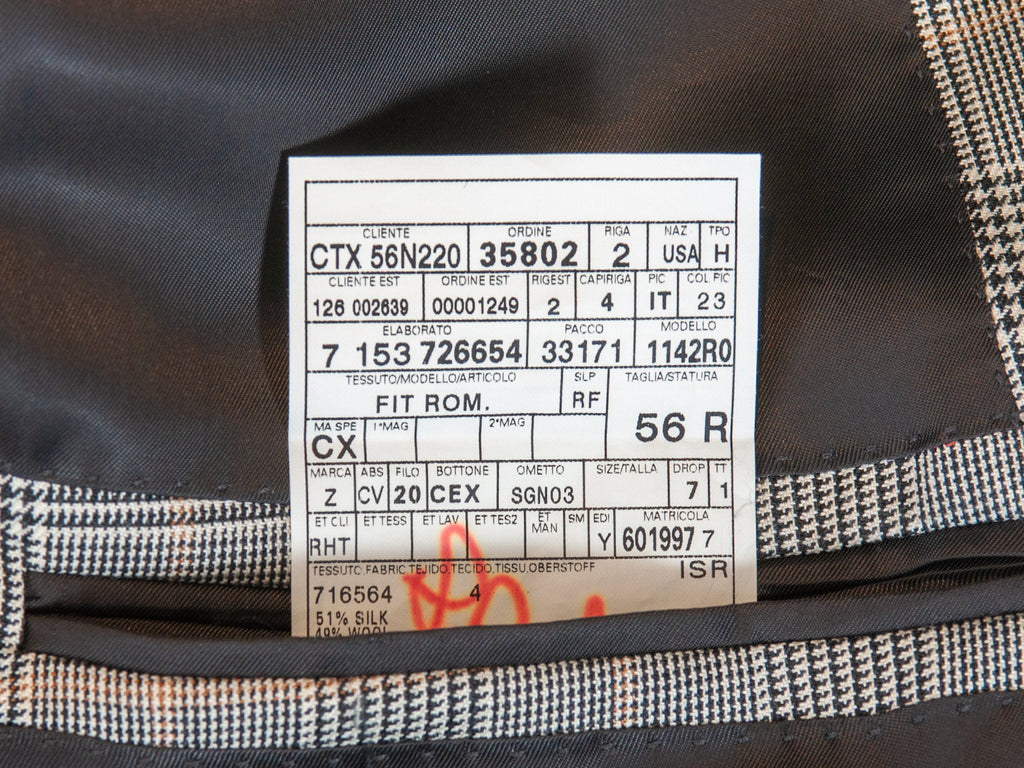 CLIENTE ORDINE RIGA NAZ TPO
CTX 56N220 35802 2 USA H
CLIENTE EST ORDINE EST RIGEST CAPIRIGA PIC COL PIC
126 002639 00001249 2 4 IT 23
ELABORATO PACCO MODELLO
7 153 726654 33171 1142R0
TESSUTO/MODELLO/ARTICOLO SLP TAGLIA/STATURA
FIT ROM. RF
56 R
MA SPE 1°MAG 2°MAG
CX
MARCA ABS FILO BOTTONE OMETTO SIZE/TALLA DROP TT
Z CV 20 CEX SGN03 7 1
ET CLI ET TESS ET LAV ET TES2 ET MAN SM EDI MATRICOLA
RHT Y 601997 7
TESSUTO,FABRIC,TEJIDO,TECIDO,TISSU,OBERSTOFF ISR
716564 4
51% SILK
49% WOOL